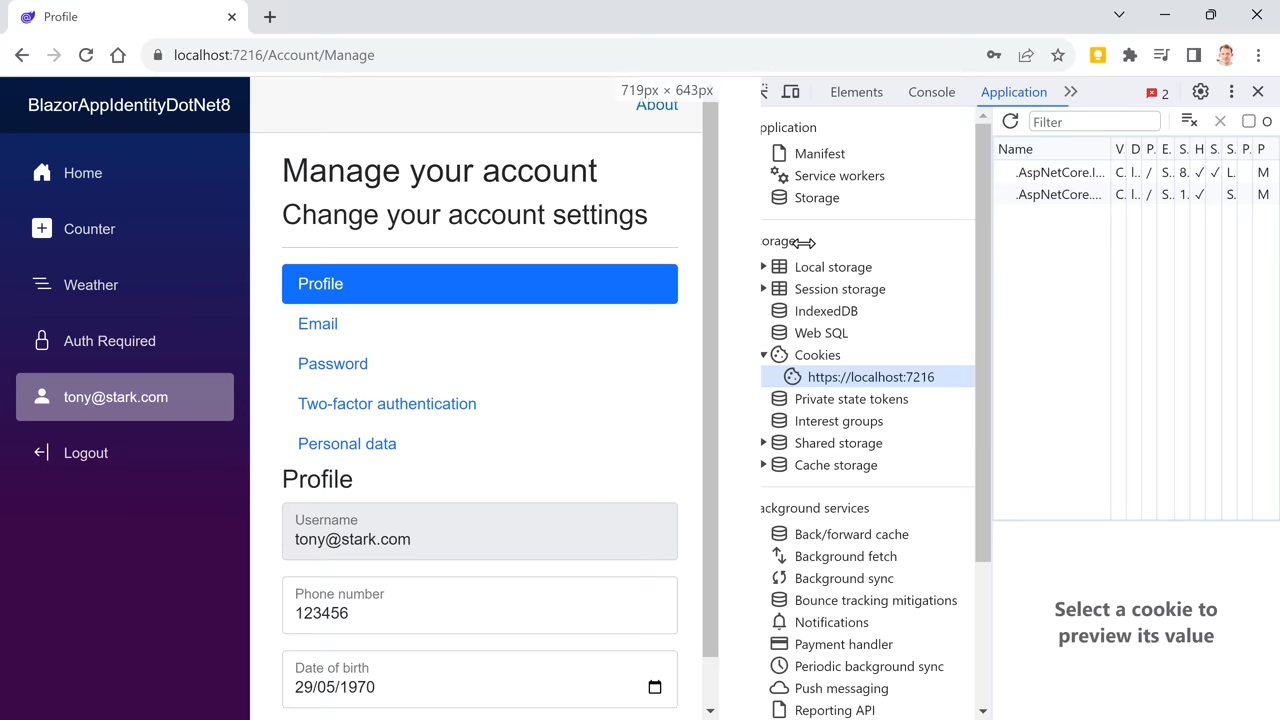 Profile
localhost:7216/Account/Manage
BlazorAppIdentityDotNet8
Home
Counter
Weather
Auth Required
tony@stark.com
Logout
719px × 643px
About
Manage your account
Change your account settings
Profile
Email
Password
Two-factor authentication
Personal data
Profile
Username
tony@stark.com
Phone number
123456
Date of birth
29/05/1970
Elements Console Application 2
pplication
Manifest
Service workers
Storage
torage
Local storage
Session storage
IndexedDB
Web SQL
Cookies
https://localhost:7216
Private state tokens
Interest groups
Shared storage
Cache storage
ackground services
Back/forward cache
Background fetch
Background sync
Bounce tracking mitigations
Notifications
Payment handler
Periodic background sync
Push messaging
Reporting API
Filter O
Name V D P. E. S. H S. S. P. P
.AspNetCore.I... C. l.. / S.. 8. ✓ ✓ L. M
.AspNetCore.... C. l.. / S.. 1. ✓ S. M
Select a cookie to
preview its value